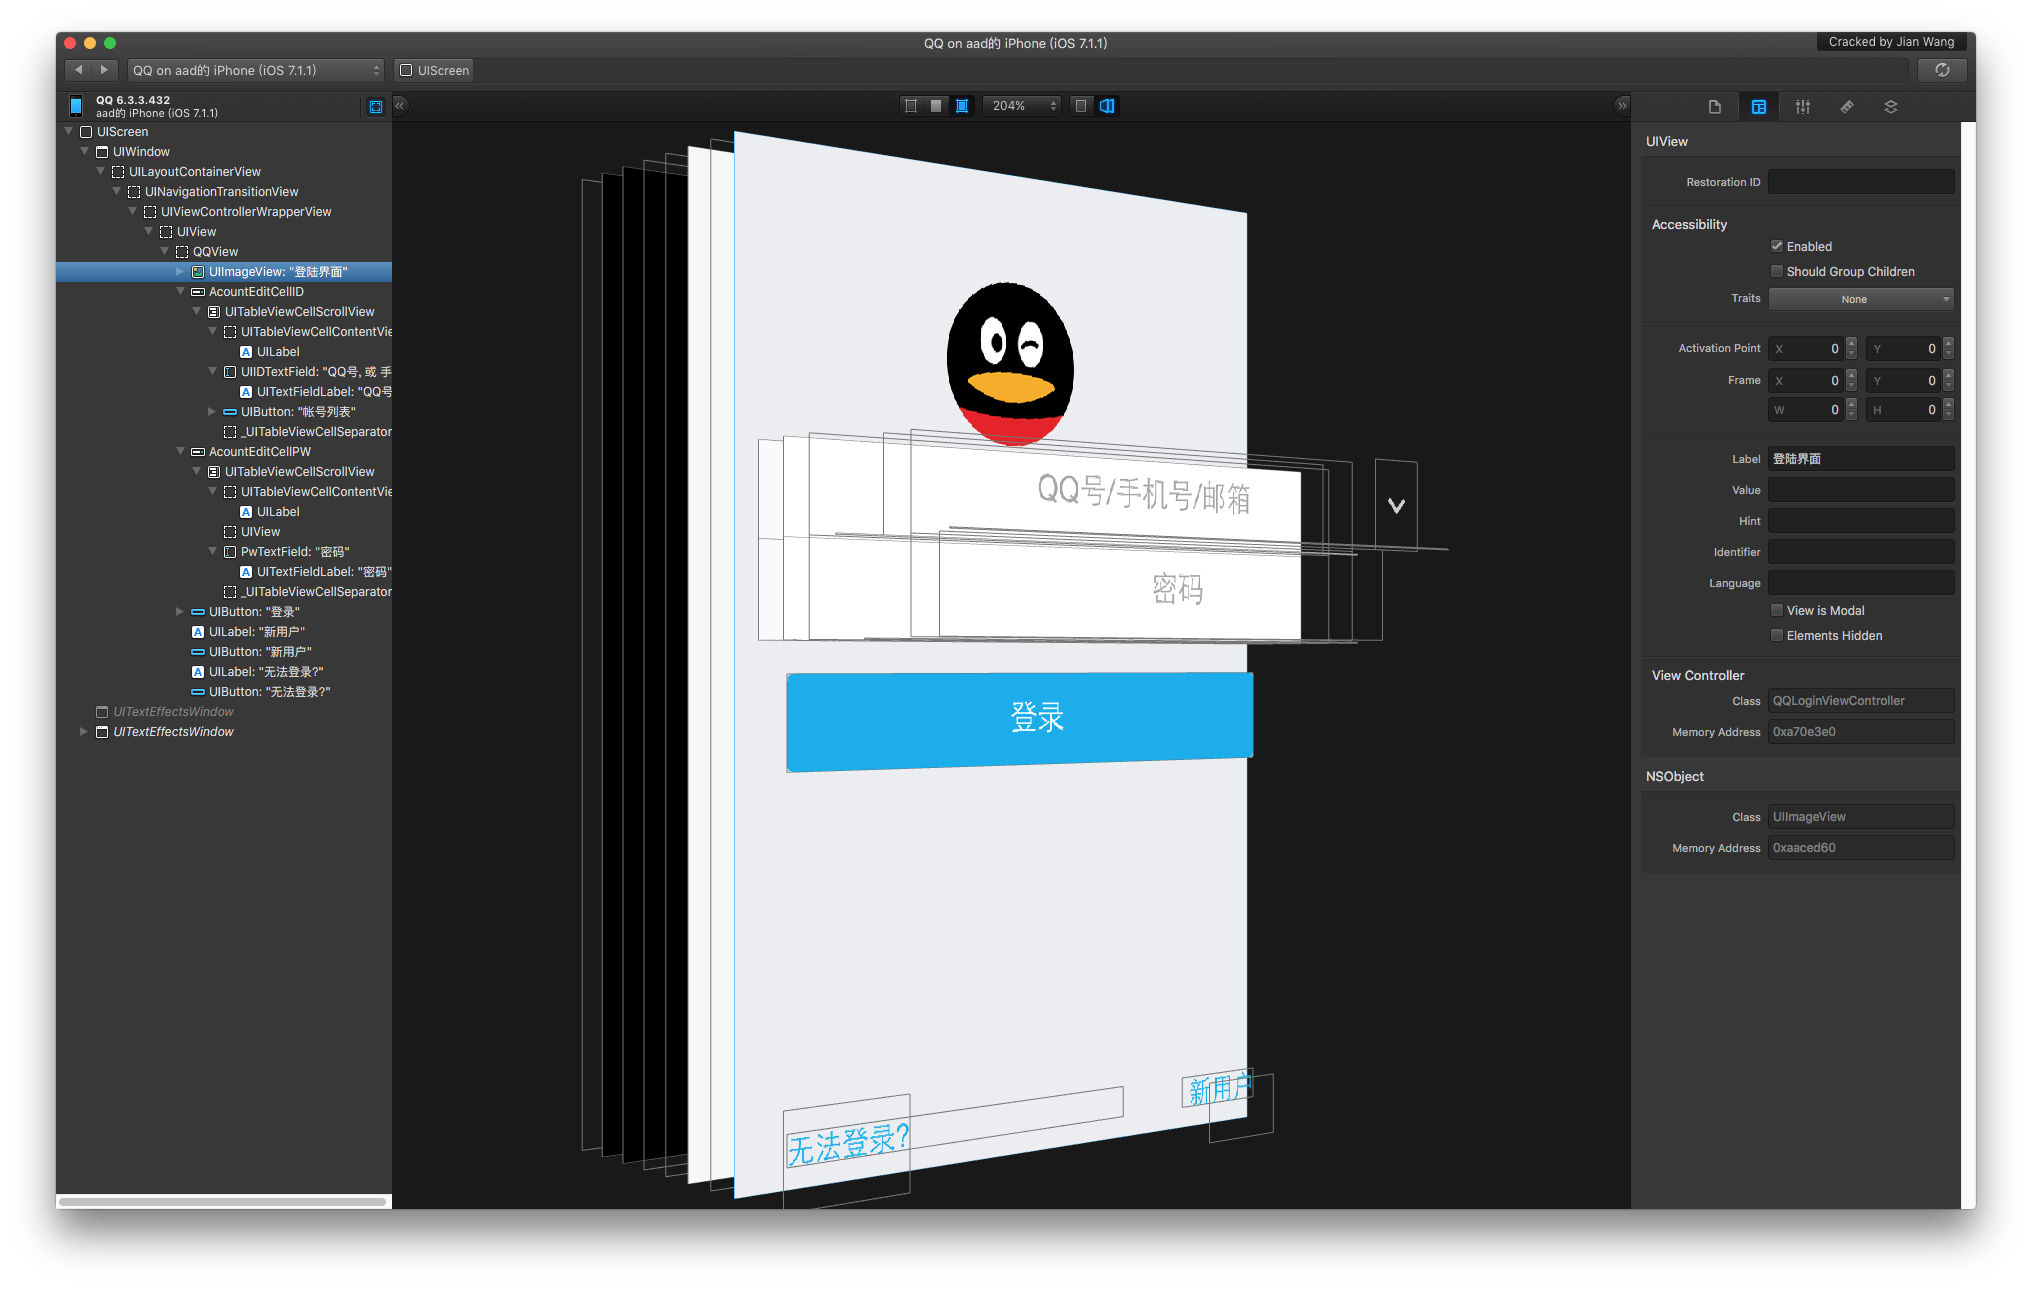 QQ on aad的 iPhone (iOS 7.1.1)
Cracked by Jian Wang
QQ on aad的 iPhone (iOS 7.1.1)
UIScreen
QQ 6.3.3.432
aad的 iPhone (iOS 7.1.1)
204%
UIScreen
UIWindow
UILayoutContainerView
UINavigationTransitionView
UIViewControllerWrapperView
UIView
QQView
UIImageView: "登陆界面"
AcountEditCellID
UITableViewCellScrollView
UITableViewCellContentVie
UILabel
UIIDTextField: "QQ号, 或 手
UITextFieldLabel: "QQ号
UIButton: "帐号列表"
_UITableViewCellSeparator
AcountEditCellPW
UITableViewCellScrollView
UITableViewCellContentVie
UILabel
UIView
PwTextField: "密码"
UITextFieldLabel: "密码"
_UITableViewCellSeparator
UIButton: "登录"
UILabel: "新用户"
UIButton: "新用户"
UILabel: "无法登录?"
UIButton: "无法登录?"
UITextEffectsWindow
UITextEffectsWindow
QQ号/手机号/邮箱
密码
登录
新用户
无法登录?
UIView
Restoration ID
Accessibility
Enabled
Should Group Children
Traits None
Activation Point X 0 Y 0
Frame X 0 Y 0
W 0 H 0
Label 登陆界面
Value
Hint
Identifier
Language
View is Modal
Elements Hidden
View Controller
Class QQLoginViewController
Memory Address 0xa70e3e0
NSObject
Class UIImageView
Memory Address 0xaaced60